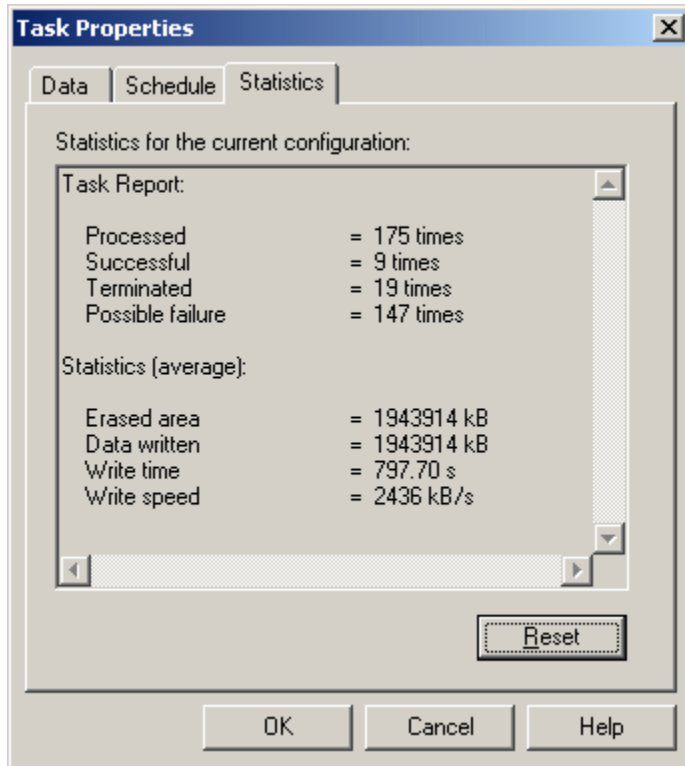 Task Properties
Data Schedule Statistics
Statistics for the current configuration:
Task Report:
Processed = 175 times
Successful = 9 times
Terminated = 19 times
Possible failure = 147 times
Statistics (average):
Erased area = 1943914 kB
Data written = 1943914 kB
Write time = 797.70 s
Write speed = 2436 kB/s
Reset
OK Cancel Help